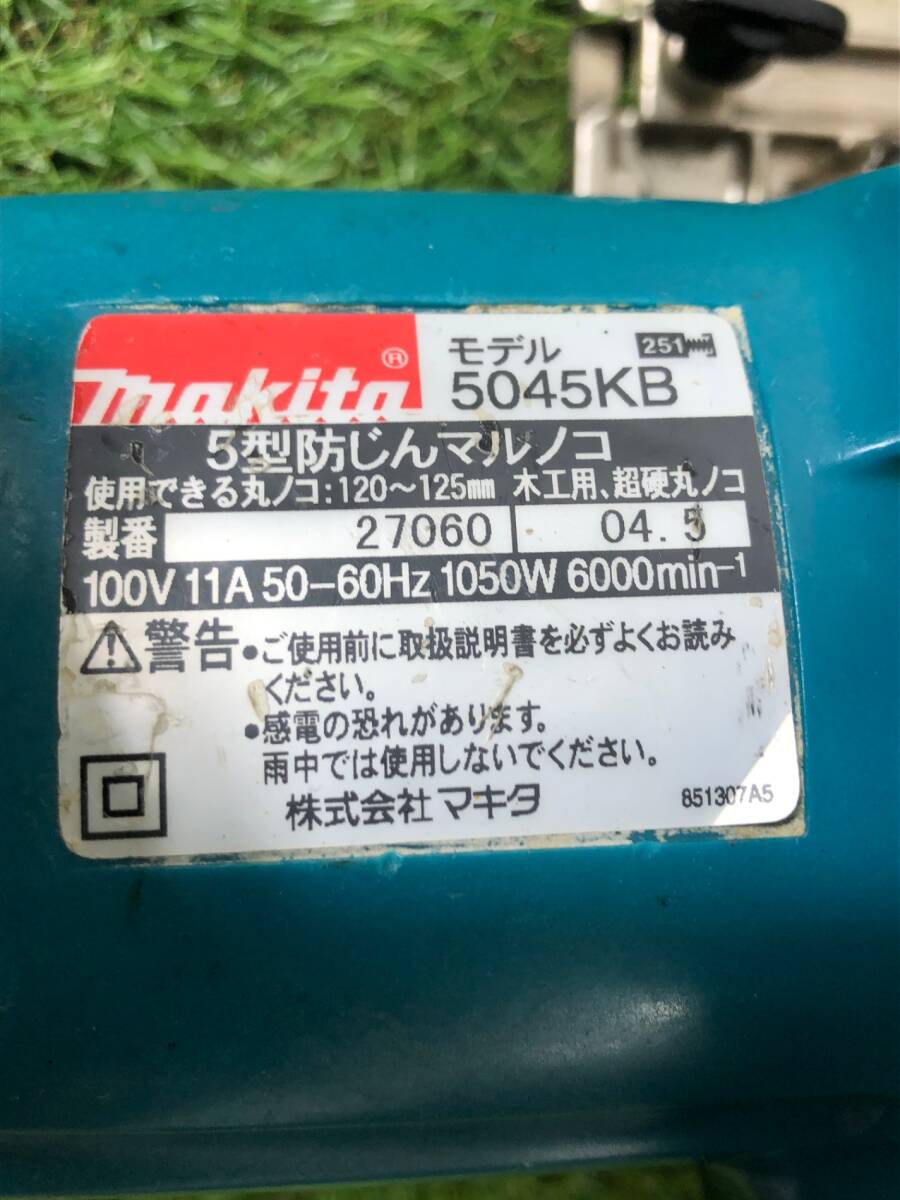 makita®
モデル
251
5045KB
5型防じんマルノコ
使用できる丸ノコ:120〜125mm 木工用、超硬丸ノコ
製番 27060 04.5
100V 11A 50-60Hz 1050W 6000min-1
警告 •ご使用前に取扱説明書を必ずよくお読み
ください。
•感電の恐れがあります。
雨中では使用しないでください。
株式会社 マキタ
851307A5